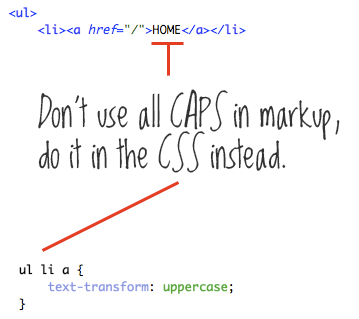 <ul>
<li><a href="/">HOME</a></li>
Don't use all CAPS in markup,
do it in the CSS instead.
ul li a {
text-transform: uppercase;
}